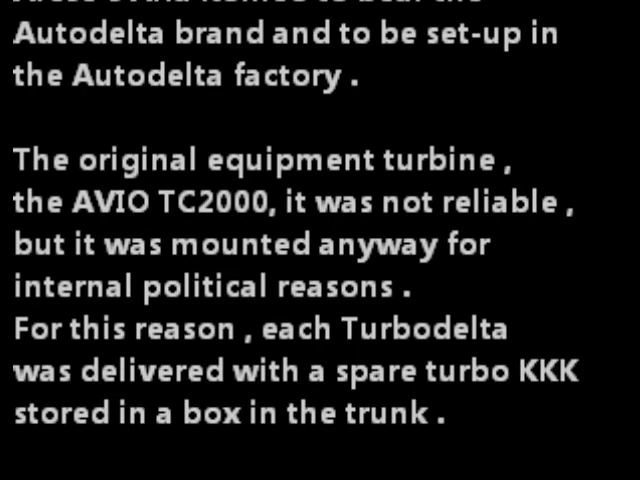 Autodelta brand and to be set-up in
the Autodelta factory .
The original equipment turbine ,
the AVIO TC2000, it was not reliable ,
but it was mounted anyway for
internal political reasons .
For this reason , each Turbodelta
was delivered with a spare turbo KKK
stored in a box in the trunk .